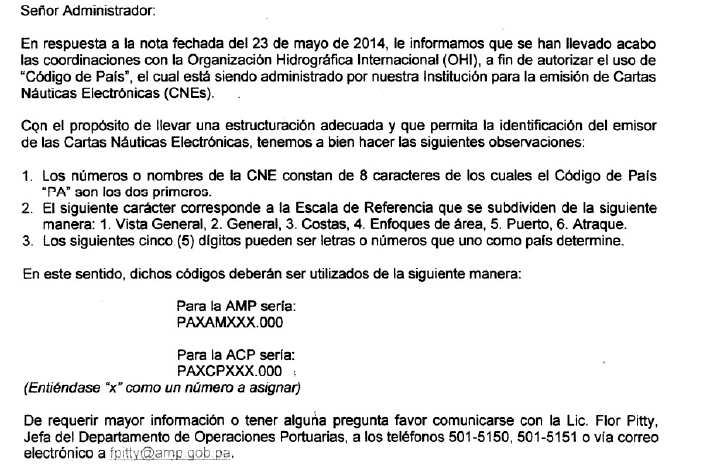 Señor Administrador:
En respuesta a la nota fechada del 23 de mayo de 2014, le informamos que se han llevado acabo
las coordinaciones con la Organización Hidrográfica Internacional (OHI), a fin de autorizar el uso de
"Código de País", el cual está siendo administrado por nuestra Institución para la emisión de Cartas
Náuticas Electrónicas (CNEs).
Con el propósito de llevar una estructuración adecuada y que permita la identificación del emisor
de las Cartas Náuticas Electrónicas, tenemos a bien hacer las siguientes observaciones:
1. Los números o nombres de la CNE constan de 8 caracteres de los cuales el Código de País
"PA" son los dos primeros.
2. El siguiente carácter corresponde a la Escala de Referencia que se subdividen de la siguiente
manera: 1. Vista General, 2. General, 3. Costas, 4. Enfoques de área, 5. Puerto, 6. Atraque.
3. Los siguientes cinco (5) dígitos pueden ser letras o números que uno como país determine.
En este sentido, dichos códigos deberán ser utilizados de la siguiente manera:
Para la AMP sería:
PAXAMXXX.000
Para la ACP sería:
PAXCPXXX.000
(Entiéndase "x" como un número a asignar)
De requerir mayor información o tener alguna pregunta favor comunicarse con la Lic. Flor Pitty,
Jefa del Departamento de Operaciones Portuarias, a los teléfonos 501-5150, 501-5151 o vía correo
electrónico a fpitty@amp.gob.pa.